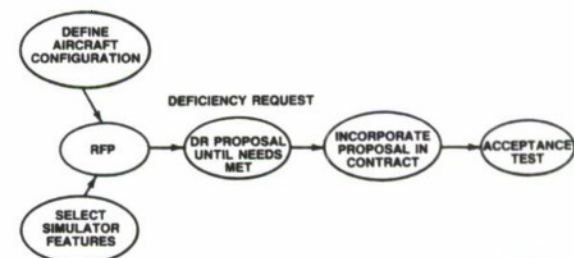 DEFINE
AIRCRAFT
CONFIGURATION
DEFICIENCY REQUEST
RFP
DR PROPOSAL
UNTIL NEEDS
MET
INCORPORATE
PROPOSAL IN
CONTRACT
ACCEPTANCE
TEST
SELECT
SIMULATOR
FEATURES